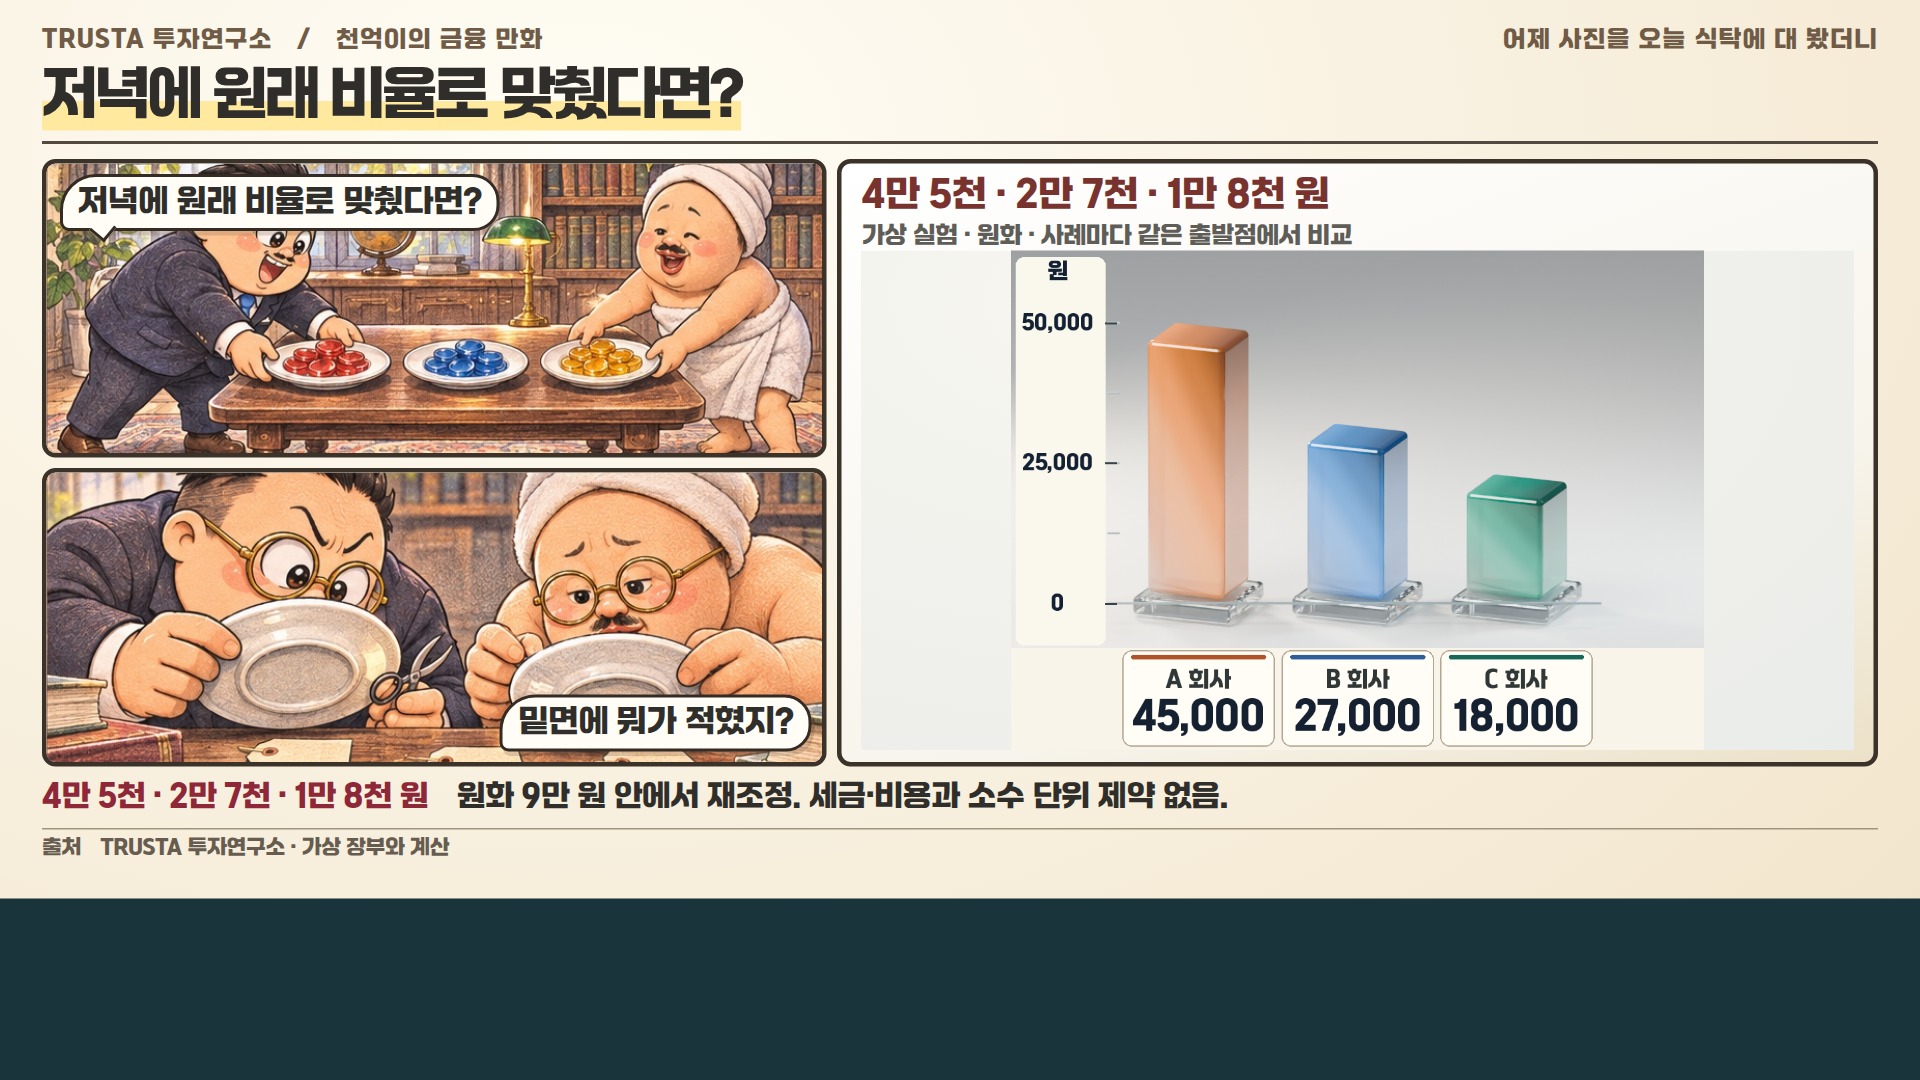 TRUSTA 투자연구소 / 천억이의 금융 만화
어제 사진을 오늘 식탁에 대 봤더니
저녁에 원래 비율로 맞췄다면?
저녁에 원래 비율로 맞췄다면?
밑면에 뭐가 적혔지?
4만 5천 · 2만 7천 · 1만 8천 원
가상 실험 · 원화 · 사례마다 같은 출발점에서 비교
원
50,000
25,000
0
A 회사
45,000
B 회사
27,000
C 회사
18,000
4만 5천 · 2만 7천 · 1만 8천 원 원화 9만 원 안에서 재조정. 세금·비용과 소수 단위 제약 없음.
출처 TRUSTA 투자연구소 · 가상 장부와 계산